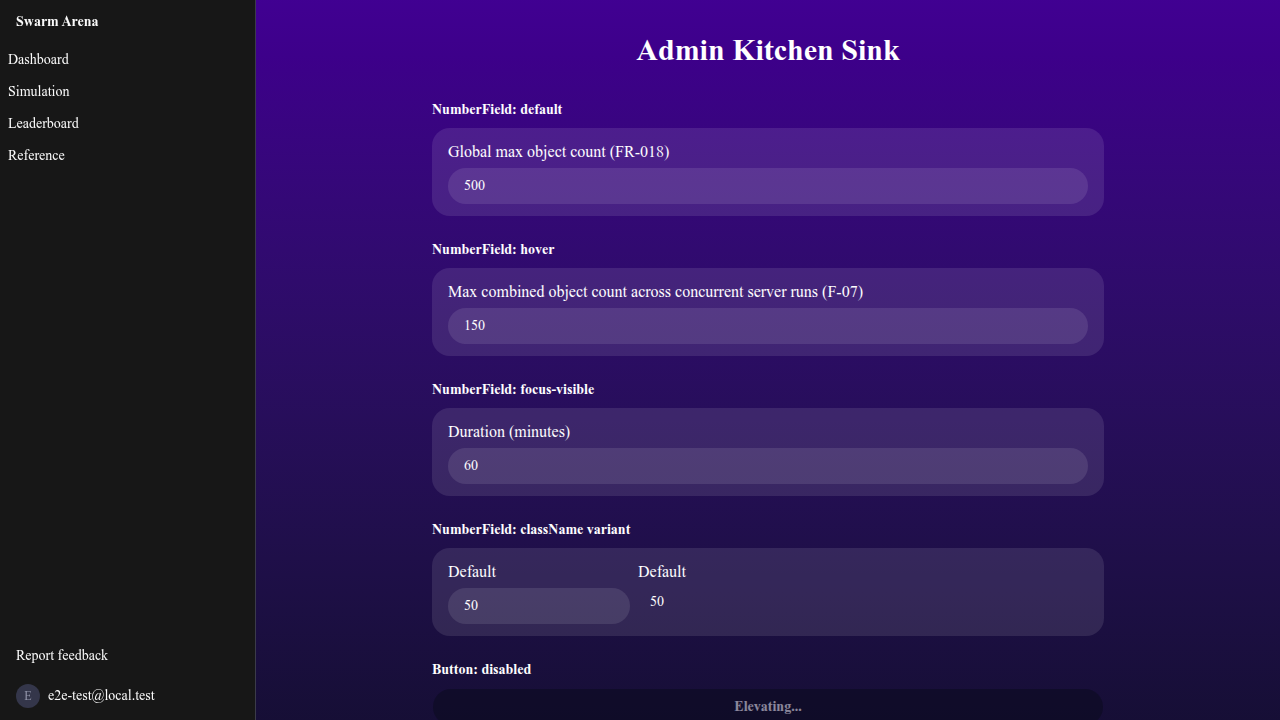 Swarm Arena
Dashboard
Simulation
Leaderboard
Reference
Report feedback
E e2e-test@local.test
Admin Kitchen Sink
NumberField: default
Global max object count (FR-018)
500
NumberField: hover
Max combined object count across concurrent server runs (F-07)
150
NumberField: focus-visible
Duration (minutes)
60
NumberField: className variant
Default Default
50 50
Button: disabled
Elevating...